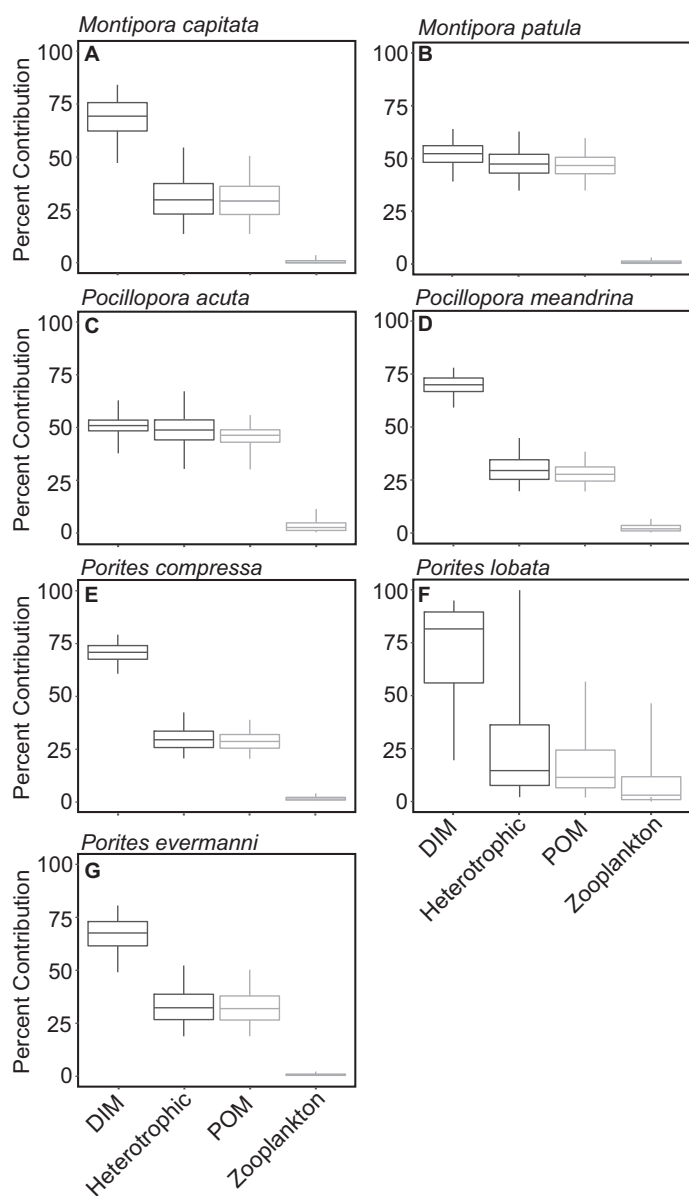 Montipora capitata
Montipora patula
A
B
Percent Contribution
100
75
50
25
0
100
75
50
25
0
Pocillopora acuta
Pocillopora meandrina
C
D
Percent Contribution
100
75
50
25
0
100
75
50
25
0
Porites compressa
Porites lobata
E
F
Percent Contribution
100
75
50
25
0
100
75
50
25
0
DIM
Heterotrophic
POM
Zooplankton
Porites evermanni
G
Percent Contribution
100
75
50
25
0
DIM
Heterotrophic
POM
Zooplankton